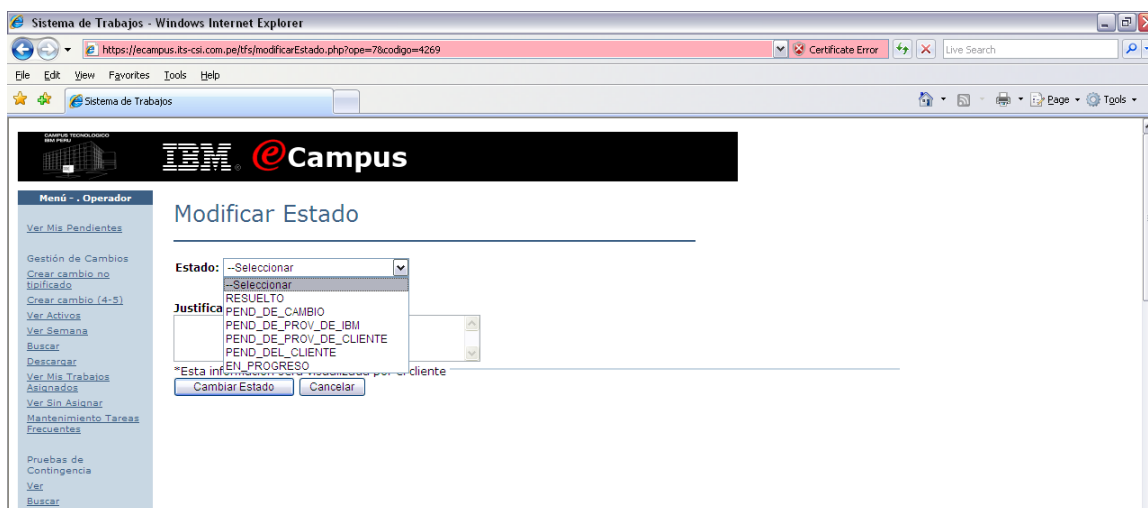 Sistema de Trabajos - Windows Internet Explorer
https://ecampus.its-csi.com.pe/tfs/modificarEstado.php?ope=7&codigo=4269
Certificate Error
Live Search
File Edit View Favorites Tools Help
Sistema de Trabajos
Page Tools
CAMPUS TECNOLOGICO
IBM PERU
IBM eCampus
Menú - . Operador
Ver Mis Pendientes
Gestión de Cambios
Crear cambio no
tipificado
Crear cambio (4-5)
Ver Activos
Ver Semana
Buscar
Descargar
Ver Mis Trabajos
Asignados
Ver Sin Asignar
Mantenimiento Tareas
Frecuentes
Pruebas de
Contingencia
Ver
Buscar
Modificar Estado
Estado: --Seleccionar
--Seleccionar
RESUELTO
PEND_DE_CAMBIO
PEND_DE_PROV_DE_IBM
PEND_DE_PROV_DE_CLIENTE
PEND_DEL_CLIENTE
EN_PROGRESO
Justifica
*Esta información será visualizada por el cliente
Cambiar Estado Cancelar